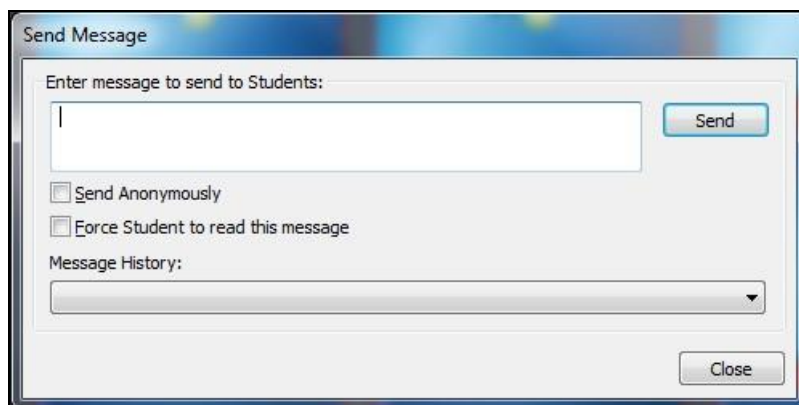 Send Message
Enter message to send to Students:
Send
Send Anonymously
Force Student to read this message
Message History:
Close